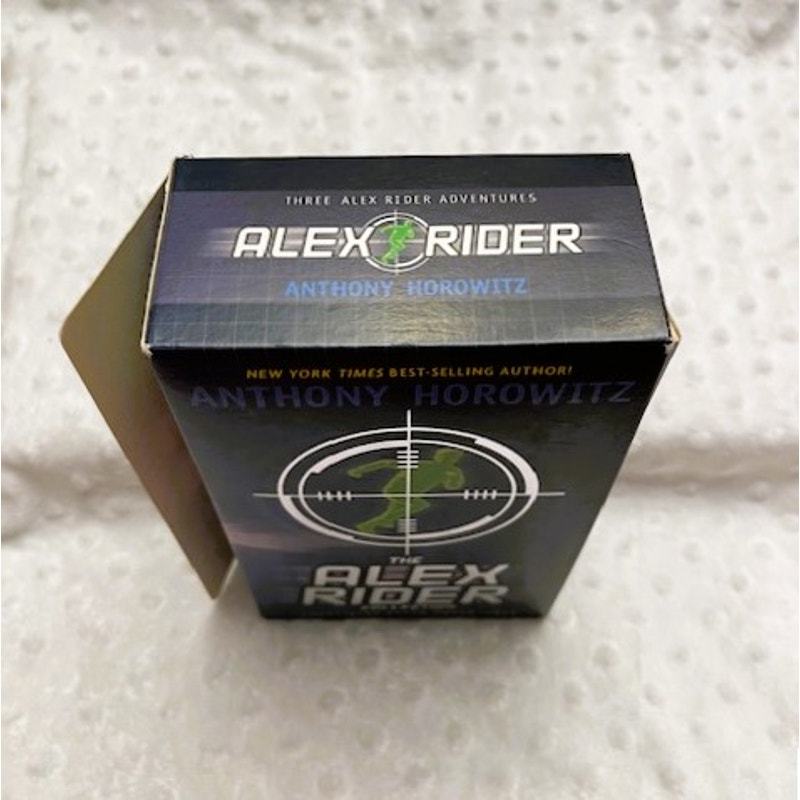 THREE ALEX RIDER ADVENTURES
ALEX RIDER
ANTHONY HOROWITZ
NEW YORK TIMES BEST-SELLING AUTHOR!
ANTHONY HOROWITZ
THE
ALEX
RIDER